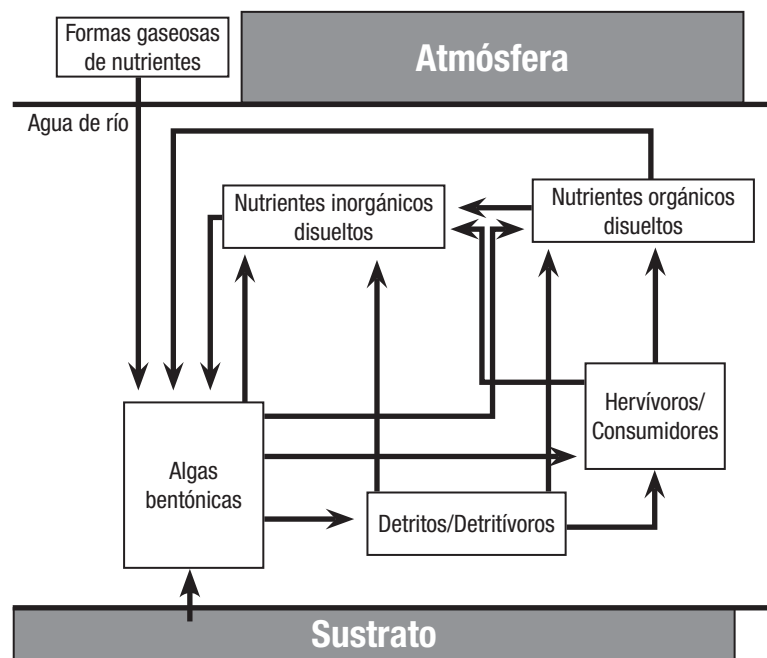 Formas gaseosas
de nutrientes
Atmósfera
Agua de río
Nutrientes inorgánicos
disueltos
Nutrientes orgánicos
disueltos
Hervívoros/
Consumidores
Algas
bentónicas
Detritos/Detritívoros
Sustrato